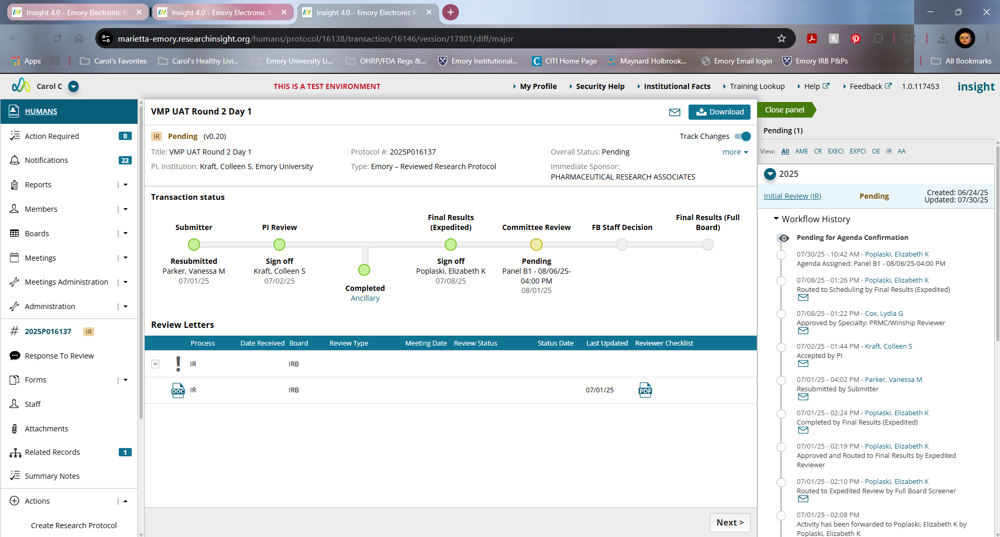 Insight 4.0 - Emory Electronic R
Insight 4.0 - Emory Electronic R
Insight 4.0 - Emory Electronic R
marietta-emory.researchinsight.org/humans/protocol/16138/transaction/16146/version/17801/diff/major
Apps
Carol's Favorites
Carol's Healthy Livi...
Emory University Li...
OHRP/FDA Regs &...
Emory Institutional...
CITI Home Page
Maynard Holbrook...
Emory Email login
Emory IRB P&Ps
All Bookmarks
Carol C
THIS IS A TEST ENVIRONMENT
My Profile
Security Help
Institutional Facts
Training Lookup
Help
Feedback
1.0.117453
insight
HUMANS
Action Required 0
Notifications 22
Reports
Members
Boards
Meetings
Meetings Administration
Administration
# 2025P016137 IR
Response To Review
Forms
Staff
Attachments
Related Records 1
Summary Notes
Actions
Create Research Protocol
VMP UAT Round 2 Day 1
Download
IR Pending (v0.20)
Track Changes
Title: VMP UAT Round 2 Day 1
Protocol #: 2025P016137
Overall Status: Pending
more
PI, Institution: Kraft, Colleen S, Emory University
Type: Emory – Reviewed Research Protocol
Immediate Sponsor:
PHARMACEUTICAL RESEARCH ASSOCIATES
Transaction status
Submitter
Resubmitted
Parker, Vanessa M
07/01/25
PI Review
Sign off
Kraft, Colleen S
07/02/25
Completed
Ancillary
Final Results
(Expedited)
Sign off
Poplaski, Elizabeth K
07/08/25
Committee Review
Pending
Panel B1 - 08/06/25-
04:00 PM
08/01/25
FB Staff Decision
Final Results (Full
Board)
Review Letters
Process Date Received Board Review Type Meeting Date Review Status Status Date Last Updated Reviewer Checklist
IR IRB
DOC IR IRB 07/01/25 PDF
Next >
Close panel
Pending (1)
View: All AME CR EXECI EXPCI OE IR AA
2025
Initial Review (IR)
Pending
Created: 06/24/25
Updated: 07/30/25
Workflow History
Pending for Agenda Confirmation
07/30/25 - 10:42 AM - Poplaski, Elizabeth K
Agenda Assigned: Panel B1 - 08/06/25-04:00 PM
07/08/25 - 01:26 PM - Poplaski, Elizabeth K
Routed to Scheduling by Final Results (Expedited)
07/08/25 - 01:22 PM - Cox, Lydia G
Approved by Specialty: PRMC/Winship Reviewer
07/02/25 - 01:44 PM - Kraft, Colleen S
Accepted by PI
07/01/25 - 04:02 PM - Parker, Vanessa M
Resubmitted by Submitter
07/01/25 - 02:24 PM - Poplaski, Elizabeth K
Completed by Final Results (Expedited)
07/01/25 - 02:19 PM - Poplaski, Elizabeth K
Approved and Routed to Final Results by Expedited
Reviewer
07/01/25 - 02:10 PM - Poplaski, Elizabeth K
Routed to Expedited Review by Full Board Screener
07/01/25 - 02:08 PM
Activity has been forwarded to Poplaski, Elizabeth K by
Poplaski, Elizabeth K